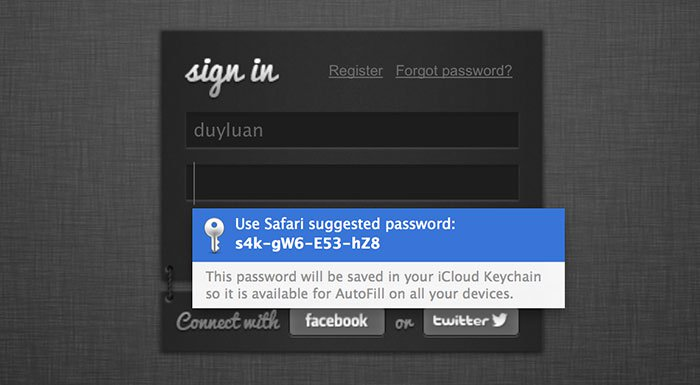 sign in
Register Forgot password?
duyluan
Use Safari suggested password:
s4k-gW6-E53-hZ8
This password will be saved in your iCloud Keychain
so it is available for AutoFill on all your devices.
Connect with facebook or twitter